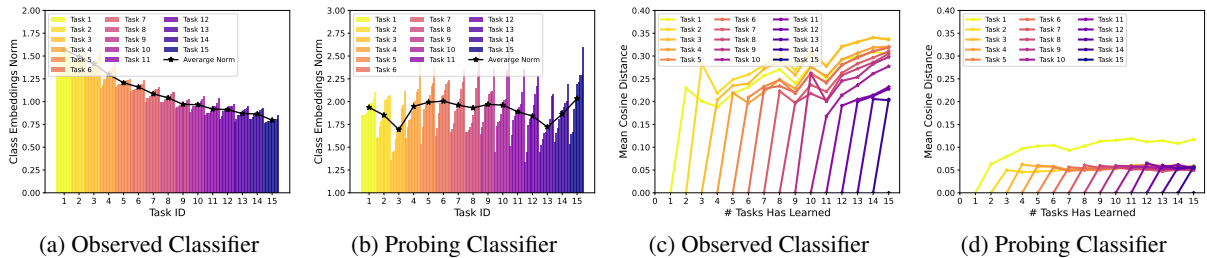 2.00
1.75
1.50
1.25
1.00
0.75
0.50
0.25
0.00
Class Embeddings Norm
Task 1
Task 2
Task 3
Task 4
Task 5
Task 6
Task 7
Task 8
Task 9
Task 10
Task 11
Task 12
Task 13
Task 14
Task 15
Averrage Norm
1 2 3 4 5 6 7 8 9 10 11 12 13 14 15
Task ID
(a) Observed Classifier
3.00
2.75
2.50
2.25
2.00
1.75
1.50
1.25
1.00
Class Embeddings Norm
Task 1
Task 2
Task 3
Task 4
Task 5
Task 6
Task 7
Task 8
Task 9
Task 10
Task 11
Task 12
Task 13
Task 14
Task 15
Averrage Norm
1 2 3 4 5 6 7 8 9 10 11 12 13 14 15
Task ID
(b) Probing Classifier
0.40
0.35
0.30
0.25
0.20
0.15
0.10
0.05
0.00
Mean Cosine Distance
Task 1
Task 2
Task 3
Task 4
Task 5
Task 6
Task 7
Task 8
Task 9
Task 10
Task 11
Task 12
Task 13
Task 14
Task 15
0 1 2 3 4 5 6 7 8 9 10 11 12 13 14 15
# Tasks Has Learned
(c) Observed Classifier
0.40
0.35
0.30
0.25
0.20
0.15
0.10
0.05
0.00
Mean Cosine Distance
Task 1
Task 2
Task 3
Task 4
Task 5
Task 6
Task 7
Task 8
Task 9
Task 10
Task 11
Task 12
Task 13
Task 14
Task 15
0 1 2 3 4 5 6 7 8 9 10 11 12 13 14 15
# Tasks Has Learned
(d) Probing Classifier